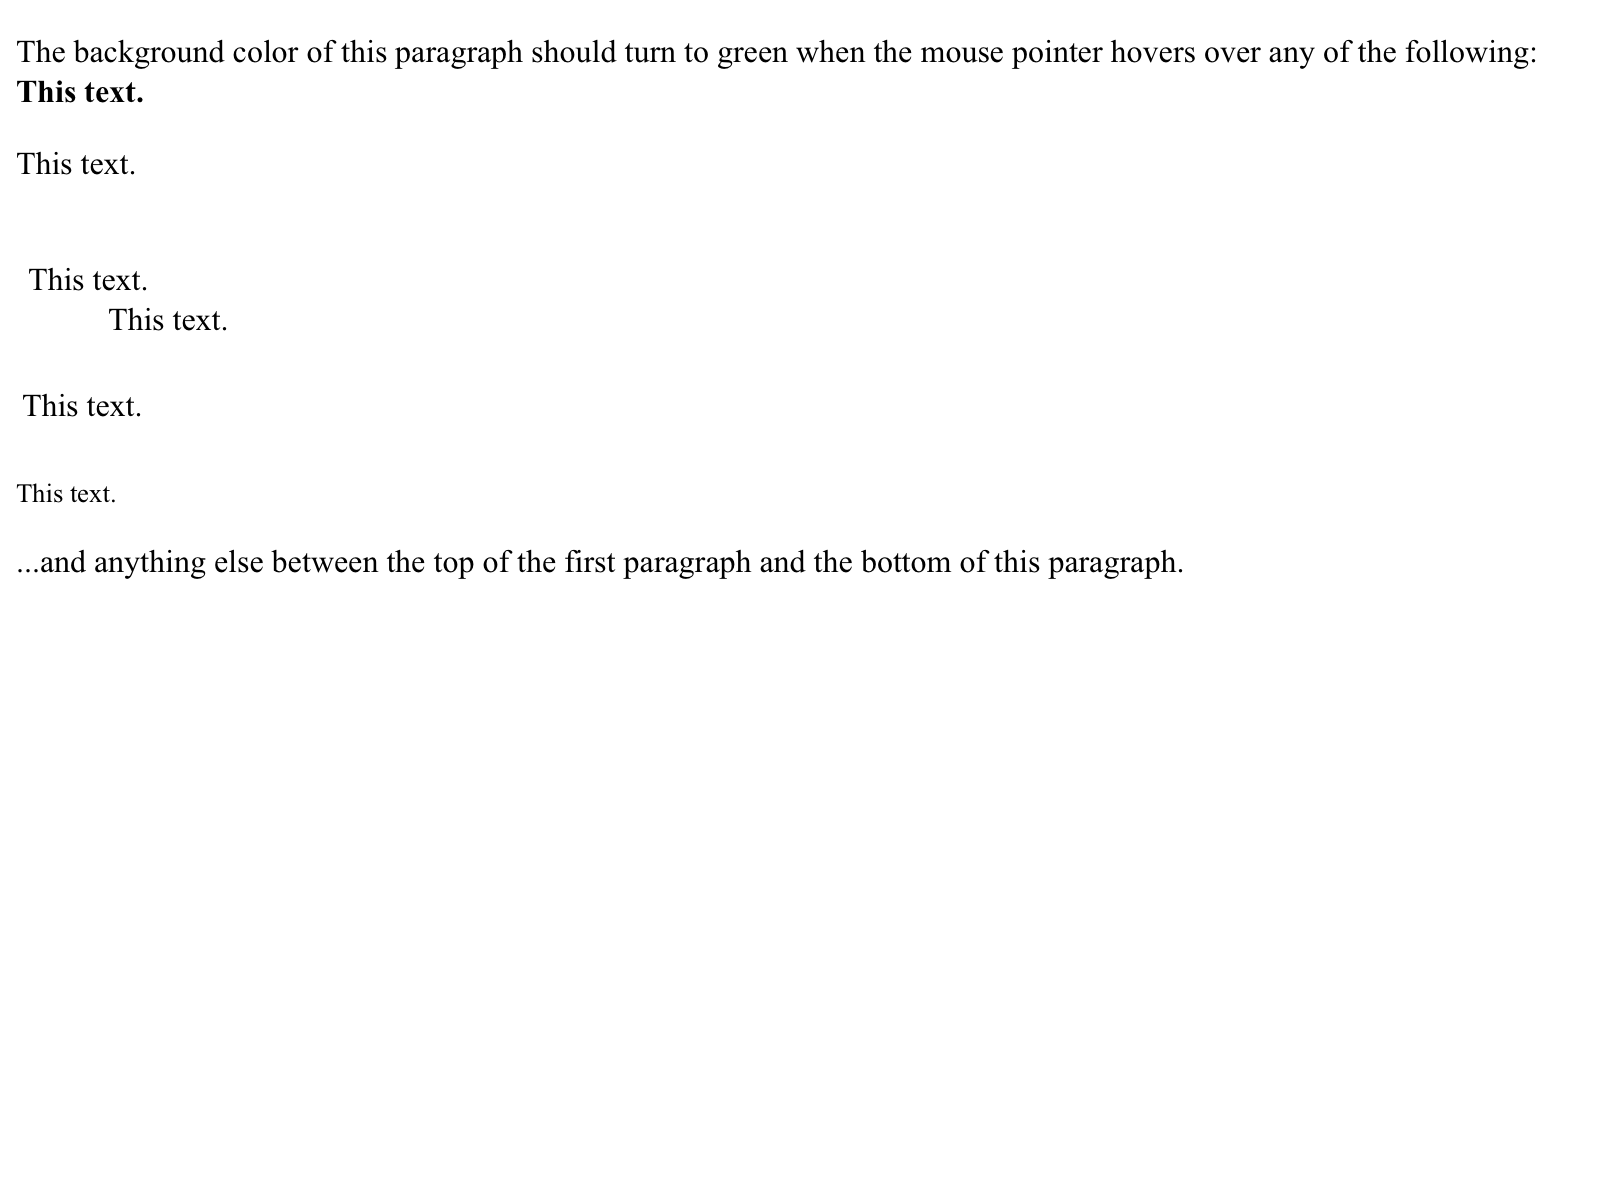 The background color of this paragraph should turn to green when the mouse pointer hovers over any of the following:
This text.
This text.
This text.
This text.
This text.
This text.
...and anything else between the top of the first paragraph and the bottom of this paragraph.